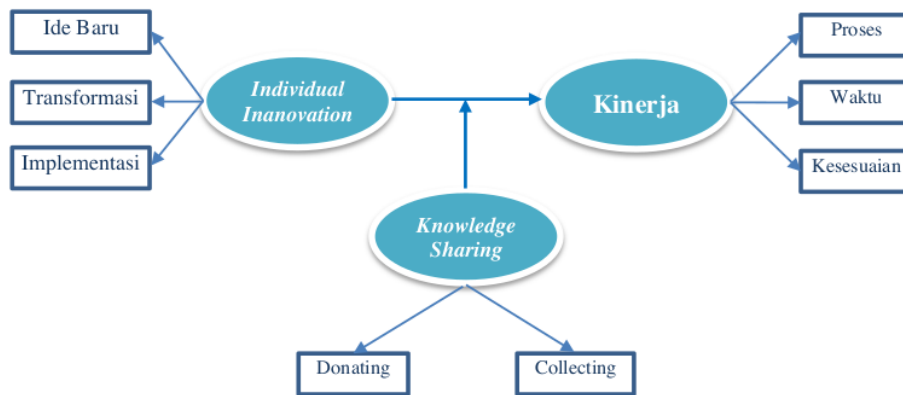 Ide Baru
Transformasi
Implementasi
Individual
Inanovation
Kinerja
Proses
Waktu
Kesesuaian
Knowledge
Sharing
Donating
Collecting